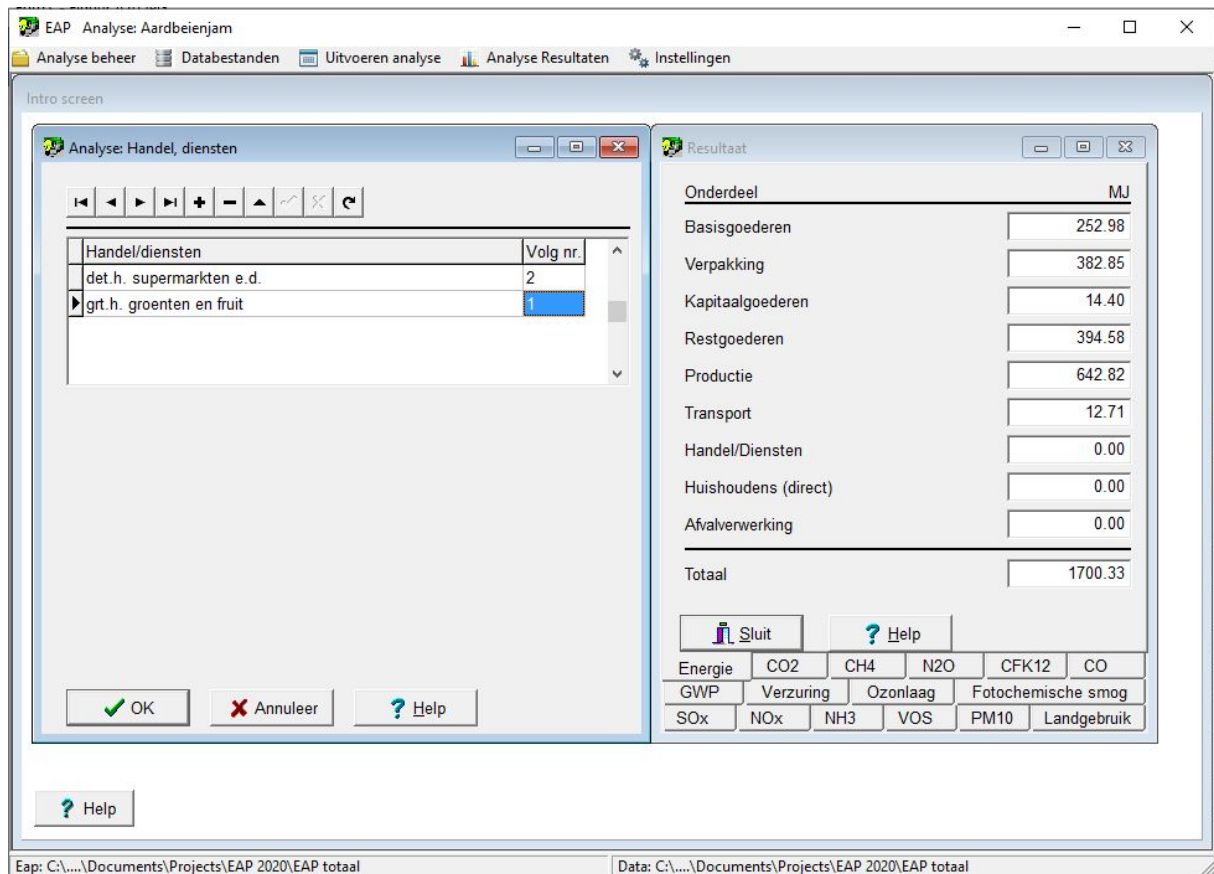 EAP Analyse: Aardbeienjam
Analyse beheer Databestanden Uitvoeren analyse Analyse Resultaten Instellingen
Intro screen
Analyse: Handel, diensten
Handel/diensten Volg nr.
det.h. supermarkten e.d. 2
grt.h. groenten en fruit 1
OK Annuleer ? Help
Resultaat
Onderdeel MJ
Basisgoederen 252.98
Verpakking 382.85
Kapitaalgoederen 14.40
Restgoederen 394.58
Productie 642.82
Transport 12.71
Handel/Diensten 0.00
Huishoudens (direct) 0.00
Afvalverwerking 0.00
Totaal 1700.33
Sluit ? Help
Energie CO2 CH4 N2O CFK12 CO
GWP Verzuring Ozonlaag Fotochemische smog
SOx NOx NH3 VOS PM10 Landgebruik
? Help
Eap: C:\....\Documents\Projects\EAP 2020\EAP totaal Data: C:\....\Documents\Projects\EAP 2020\EAP totaal